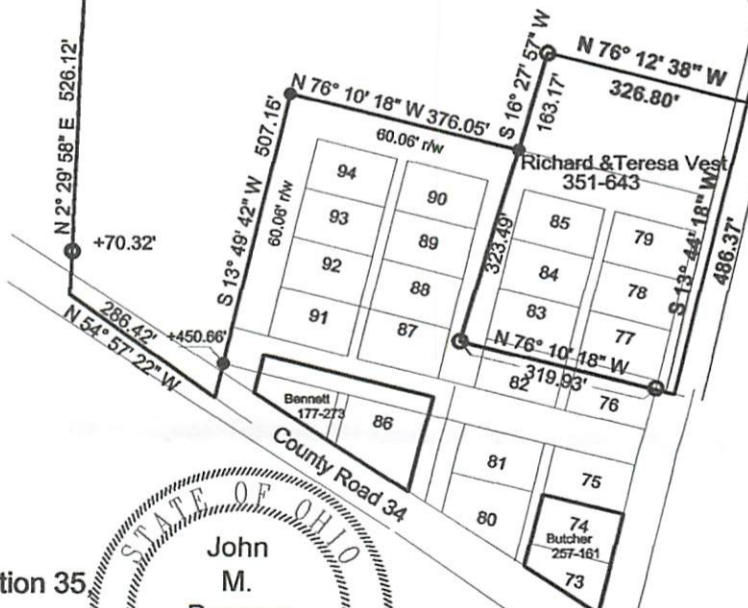 N 2° 29' 58" E 526.12'
+70.32'
286.42'
N 54° 57' 22" W
+450.66'
S 13° 49' 42" W 507.15'
N 76° 10' 18" W 376.05'
60.06' r/w
60.06' r/w
S 16° 27' 57" W
163.17'
323.49'
N 76° 12' 38" W
326.80'
Richard &Teresa Vest
351-643
S 13° 44' 18" W
486.37'
94
93
92
91
90
89
88
87
85
84
83
82
79
78
77
76
N 76° 10' 18" W
319.93'
Bennett
177-273
86
County Road 34
81
80
75
74
Butcher
257-161
73
STATE OF OHIO
John
M.
tion 35,